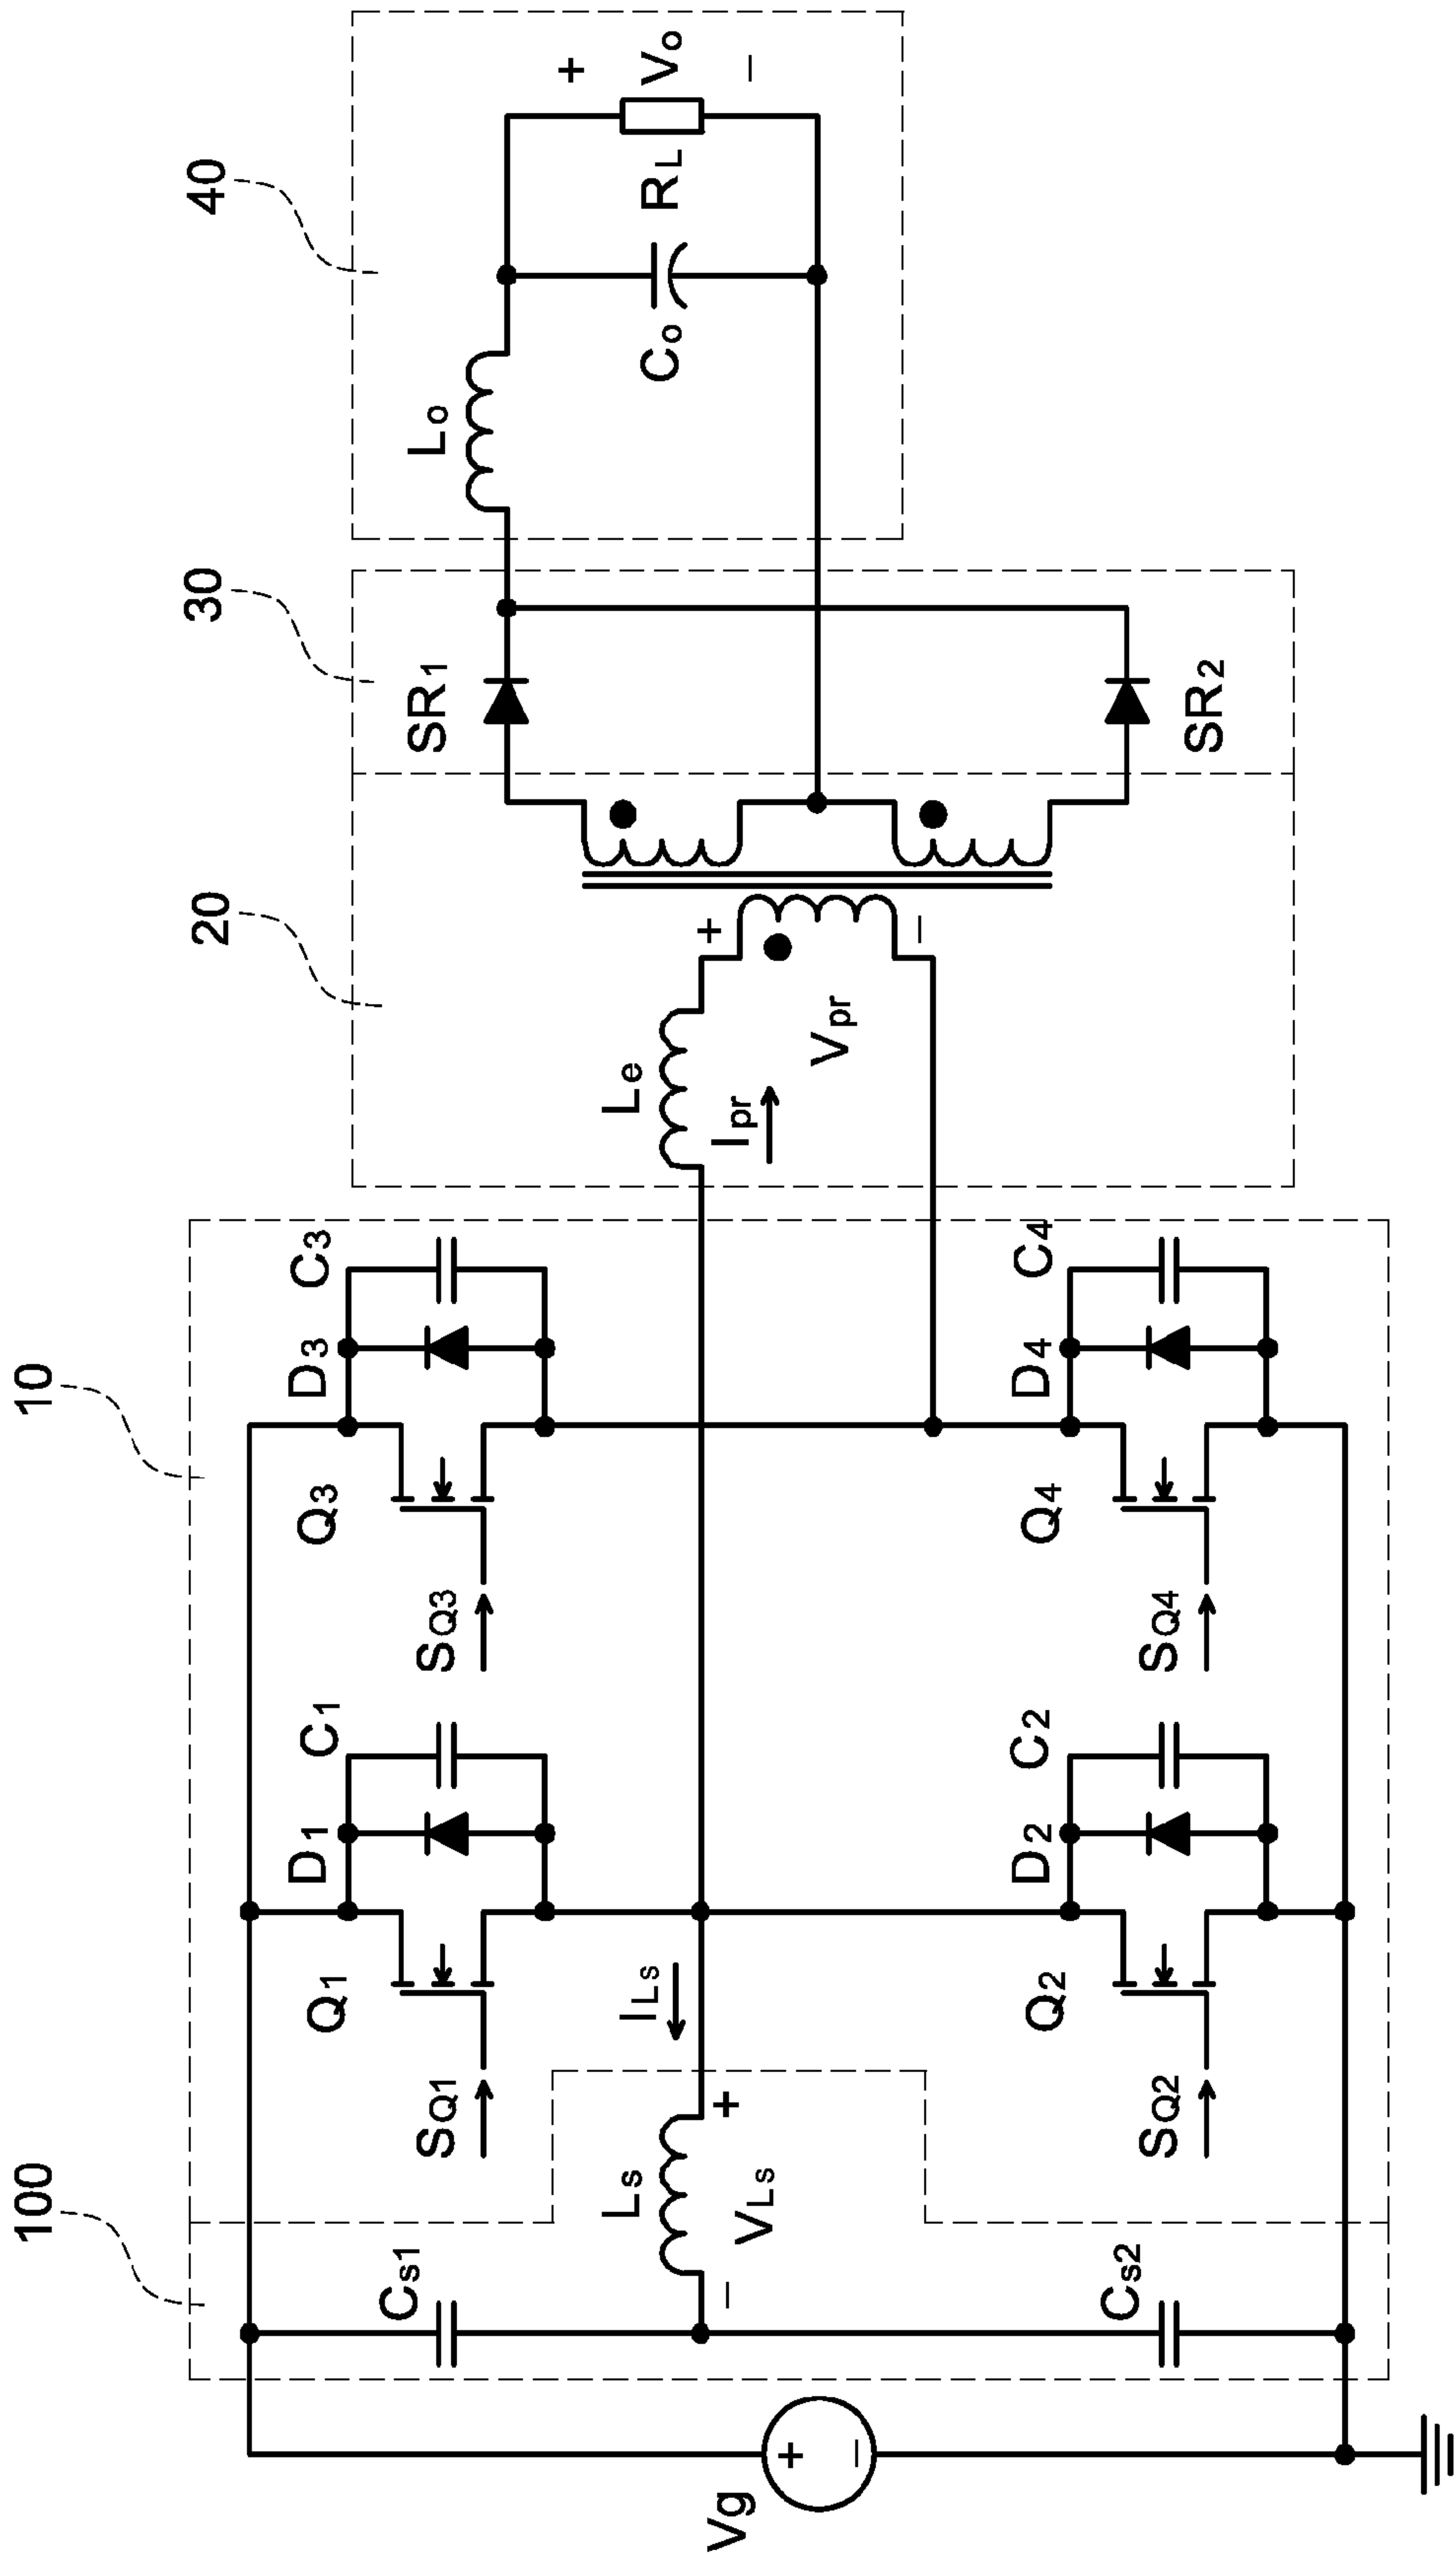 100
10
20
30
40
Vg
+
−
Cs1
Cs2
Ls
−
+
VLs
ILs
SQ1
Q1
D1
C1
SQ2
Q2
D2
C2
SQ3
Q3
D3
C3
SQ4
Q4
D4
C4
Le
Ipr
+
Vpr
−
SR1
SR2
Lo
Co
RL
+
Vo
−